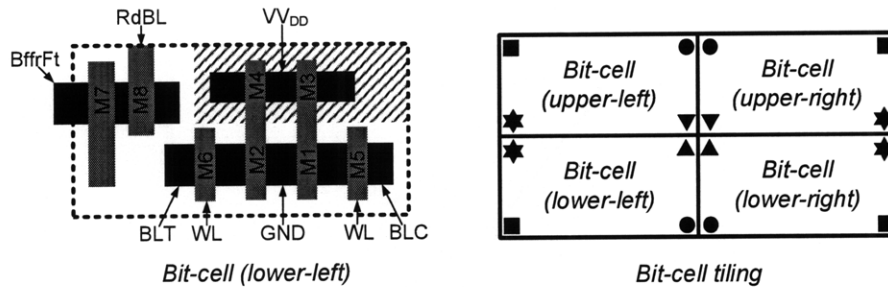 RdBL
VV_DD
BffrFt
M7
M8
M4
M3
M6
M2
M1
M5
BLT
WL
GND
WL
BLC
Bit-cell (lower-left)
Bit-cell
(upper-left)
Bit-cell
(upper-right)
Bit-cell
(lower-left)
Bit-cell
(lower-right)
Bit-cell tiling